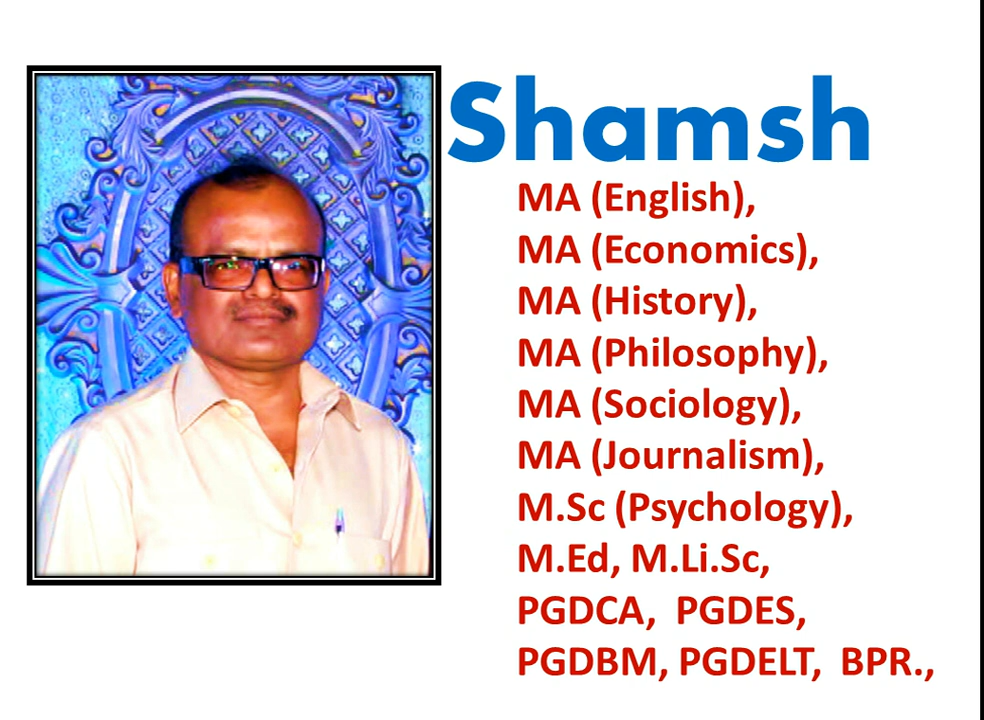 Shamsh
MA (English),
MA (Economics),
MA (History),
MA (Philosophy),
MA (Sociology),
MA (Journalism),
M.Sc (Psychology),
M.Ed, M.Li.Sc,
PGDCA, PGDES,
PGDBM, PGDELT, BPR.,